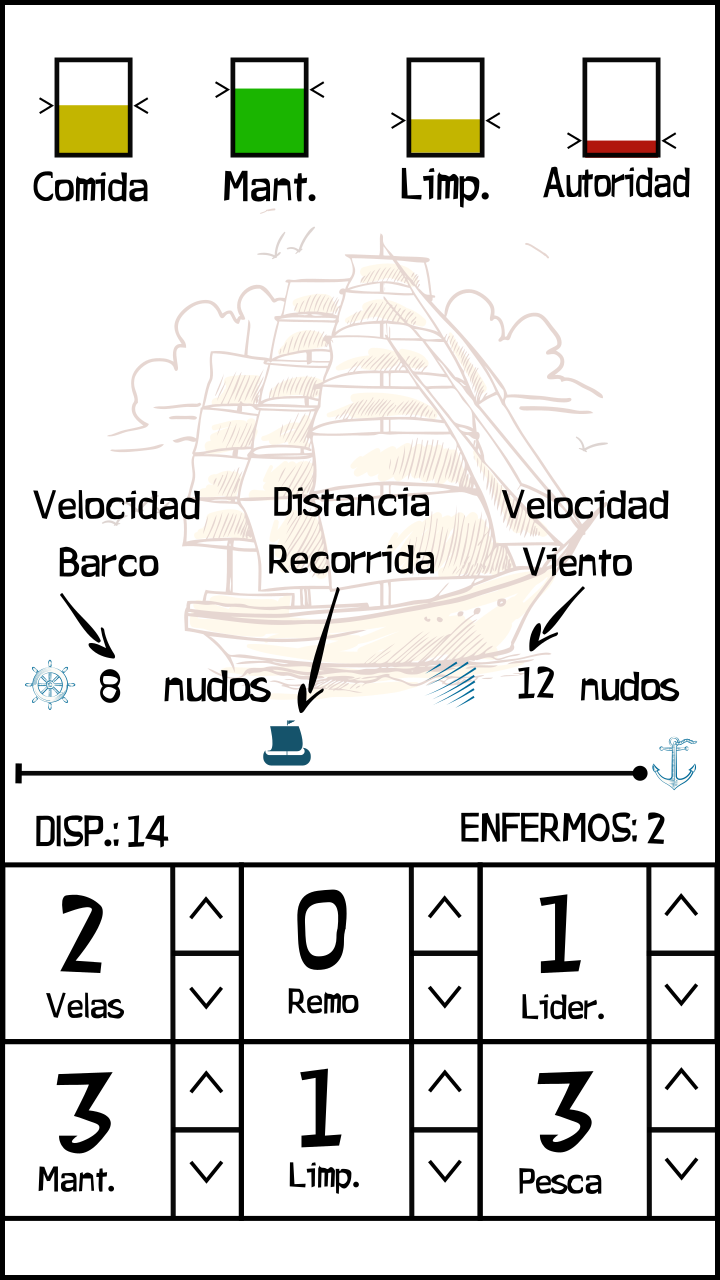 Comida Mant. Limp. Autoridad
Velocidad Distancia Velocidad
Barco Recorrida Viento
8 nudos 12 nudos
DISP.: 14 ENFERMOS: 2
2 0 1
Velas Remo Lider.
3 1 3
Mant. Limp. Pesca